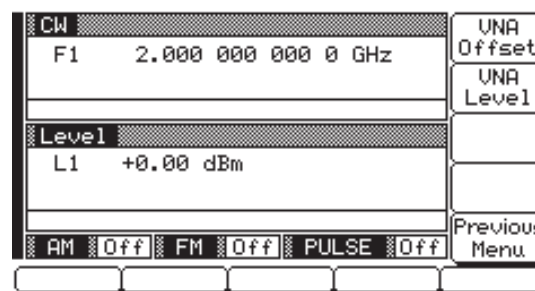 CW
F1 2.000 000 000 0 GHz
Level
L1 +0.00 dBm
AM Off FM Off PULSE Off
VNA
Offset
VNA
Level
Previous
Menu